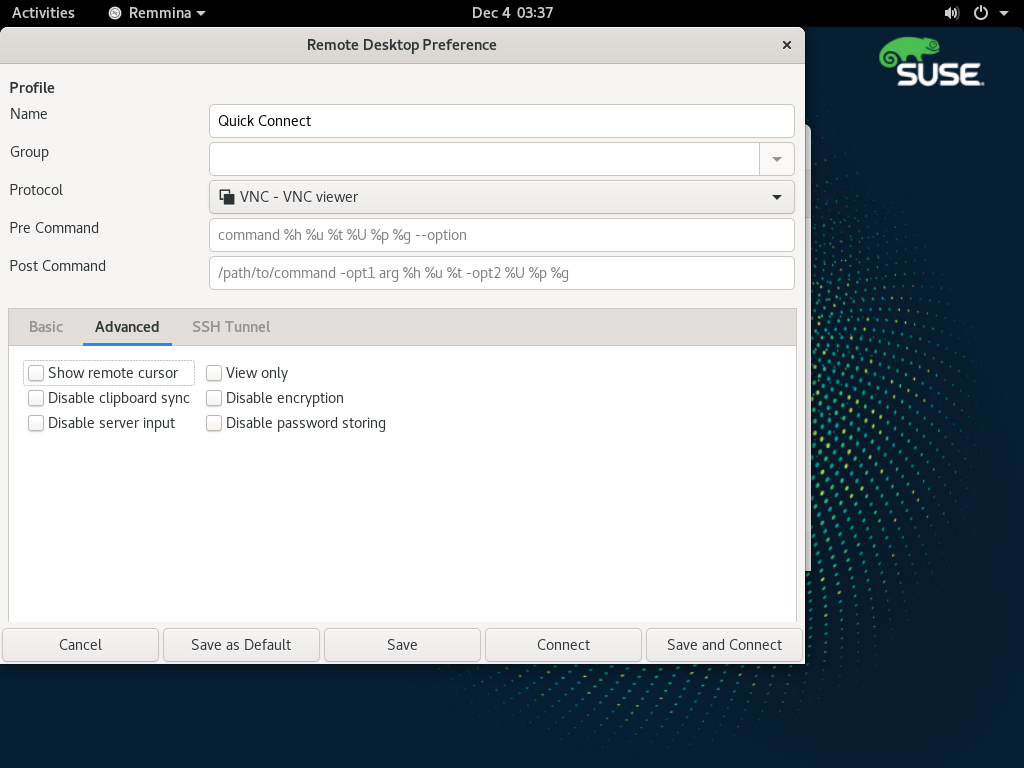 Activities Remmina Dec 4 03:37
Remote Desktop Preference
SUSE
Profile
Name Quick Connect
Group
Protocol VNC - VNC viewer
Pre Command command %h %u %t %U %p %g --option
Post Command /path/to/command -opt1 arg %h %u %t -opt2 %U %p %g
Basic Advanced SSH Tunnel
Show remote cursor View only
Disable clipboard sync Disable encryption
Disable server input Disable password storing
Cancel Save as Default Save Connect Save and Connect